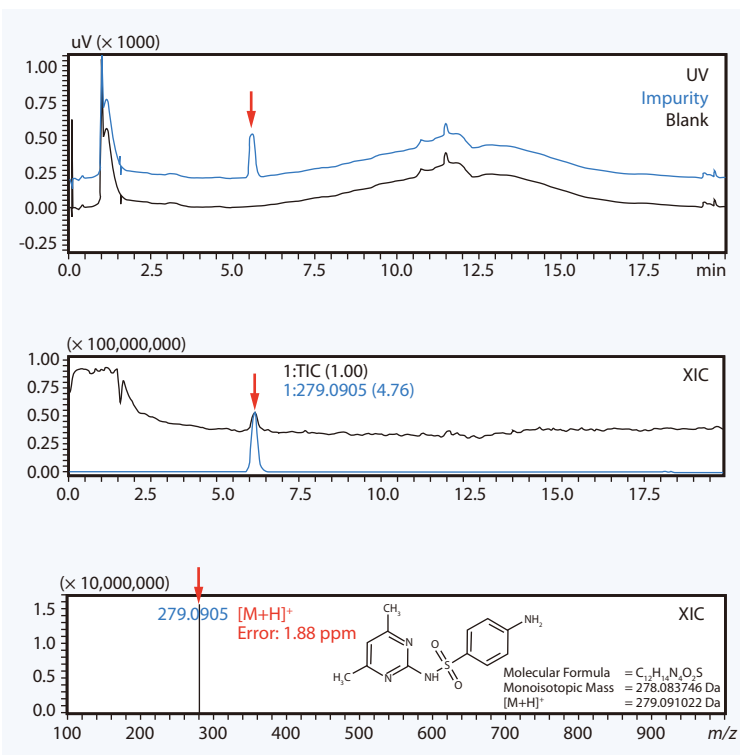 uV (× 1000)
1.00
0.75
0.50
0.25
0.00
-0.25
UV
Impurity
Blank
0.0 2.5 5.0 7.5 10.0 12.5 15.0 17.5 min
(× 100,000,000)
1.00
0.75
0.50
0.25
0.00
1:TIC (1.00)
1:279.0905 (4.76)
XIC
0.0 2.5 5.0 7.5 10.0 12.5 15.0 17.5
(× 10,000,000)
1.5
1.0
0.5
0.0
279.0905 [M+H]⁺
Error: 1.88 ppm
XIC
CH₃
H₃C
N
N
NH
O
S
O
NH₂
Molecular Formula = C₁₂H₁₄N₄O₂S
Monoisotopic Mass = 278.083746 Da
[M+H]⁺ = 279.091022 Da
100 200 300 400 500 600 700 800 900 m/z